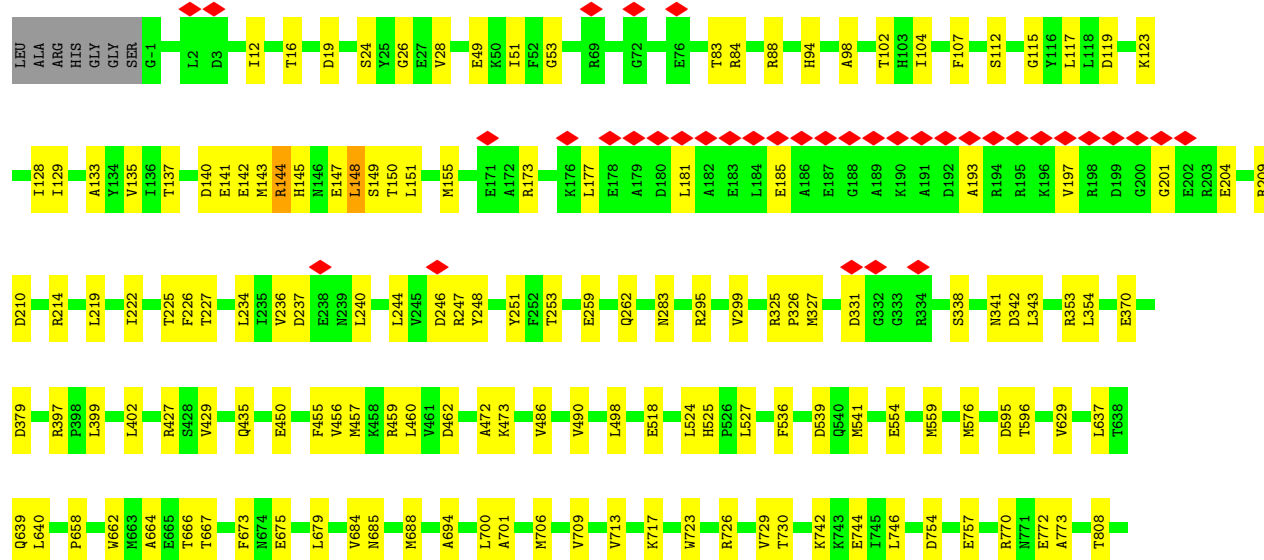 LEU ALA ARG HIS GLY GLY SER G-1 L2 D3 I12 T16 D19 S24 Y25 G26 E27 V28 E49 K50 I51 F52 G53 R69 G72 E76 T83 R84 R88 H94 A98 T102 H103 I104 F107 S112 G115 Y116 L117 L118 D119 K123
I128 I129 A133 Y134 V135 I136 T137 D140 E141 E142 M143 R144 H145 N146 E147 L148 S149 T150 L151 M155 E171 A172 R173 K176 L177 E178 A179 D180 L181 A182 E183 L184 E185 A186 E187 G188 A189 K190 A191 D192 A193 R194 R195 K196 V197 R198 D199 G200 G201 E202 R203 E204 R209
D210 R214 L219 I222 T225 F226 T227 L234 I235 V236 D237 E238 N239 L240 L244 V245 D246 R247 Y248 Y251 F252 T253 E259 Q262 N283 R295 V299 R325 P326 M327 D331 G332 G333 R334 S338 N341 D342 L343 R353 L354 E370
D379 R397 P398 L399 L402 R427 S428 V429 Q435 E450 F455 V456 M457 K458 R459 L460 V461 D462 A472 K473 V486 V490 L498 E518 L524 H525 P526 L527 F536 D539 Q540 M541 E554 M559 M576 D595 T596 V629 L637 T638
Q639 L640 P658 W662 M663 A664 E665 T666 T667 F673 N674 E675 L679 V684 N685 M688 A694 L700 A701 M706 V709 V713 K717 W723 R726 V729 T730 K742 K743 E744 I745 L746 D754 E757 R770 N771 E772 A773 T808